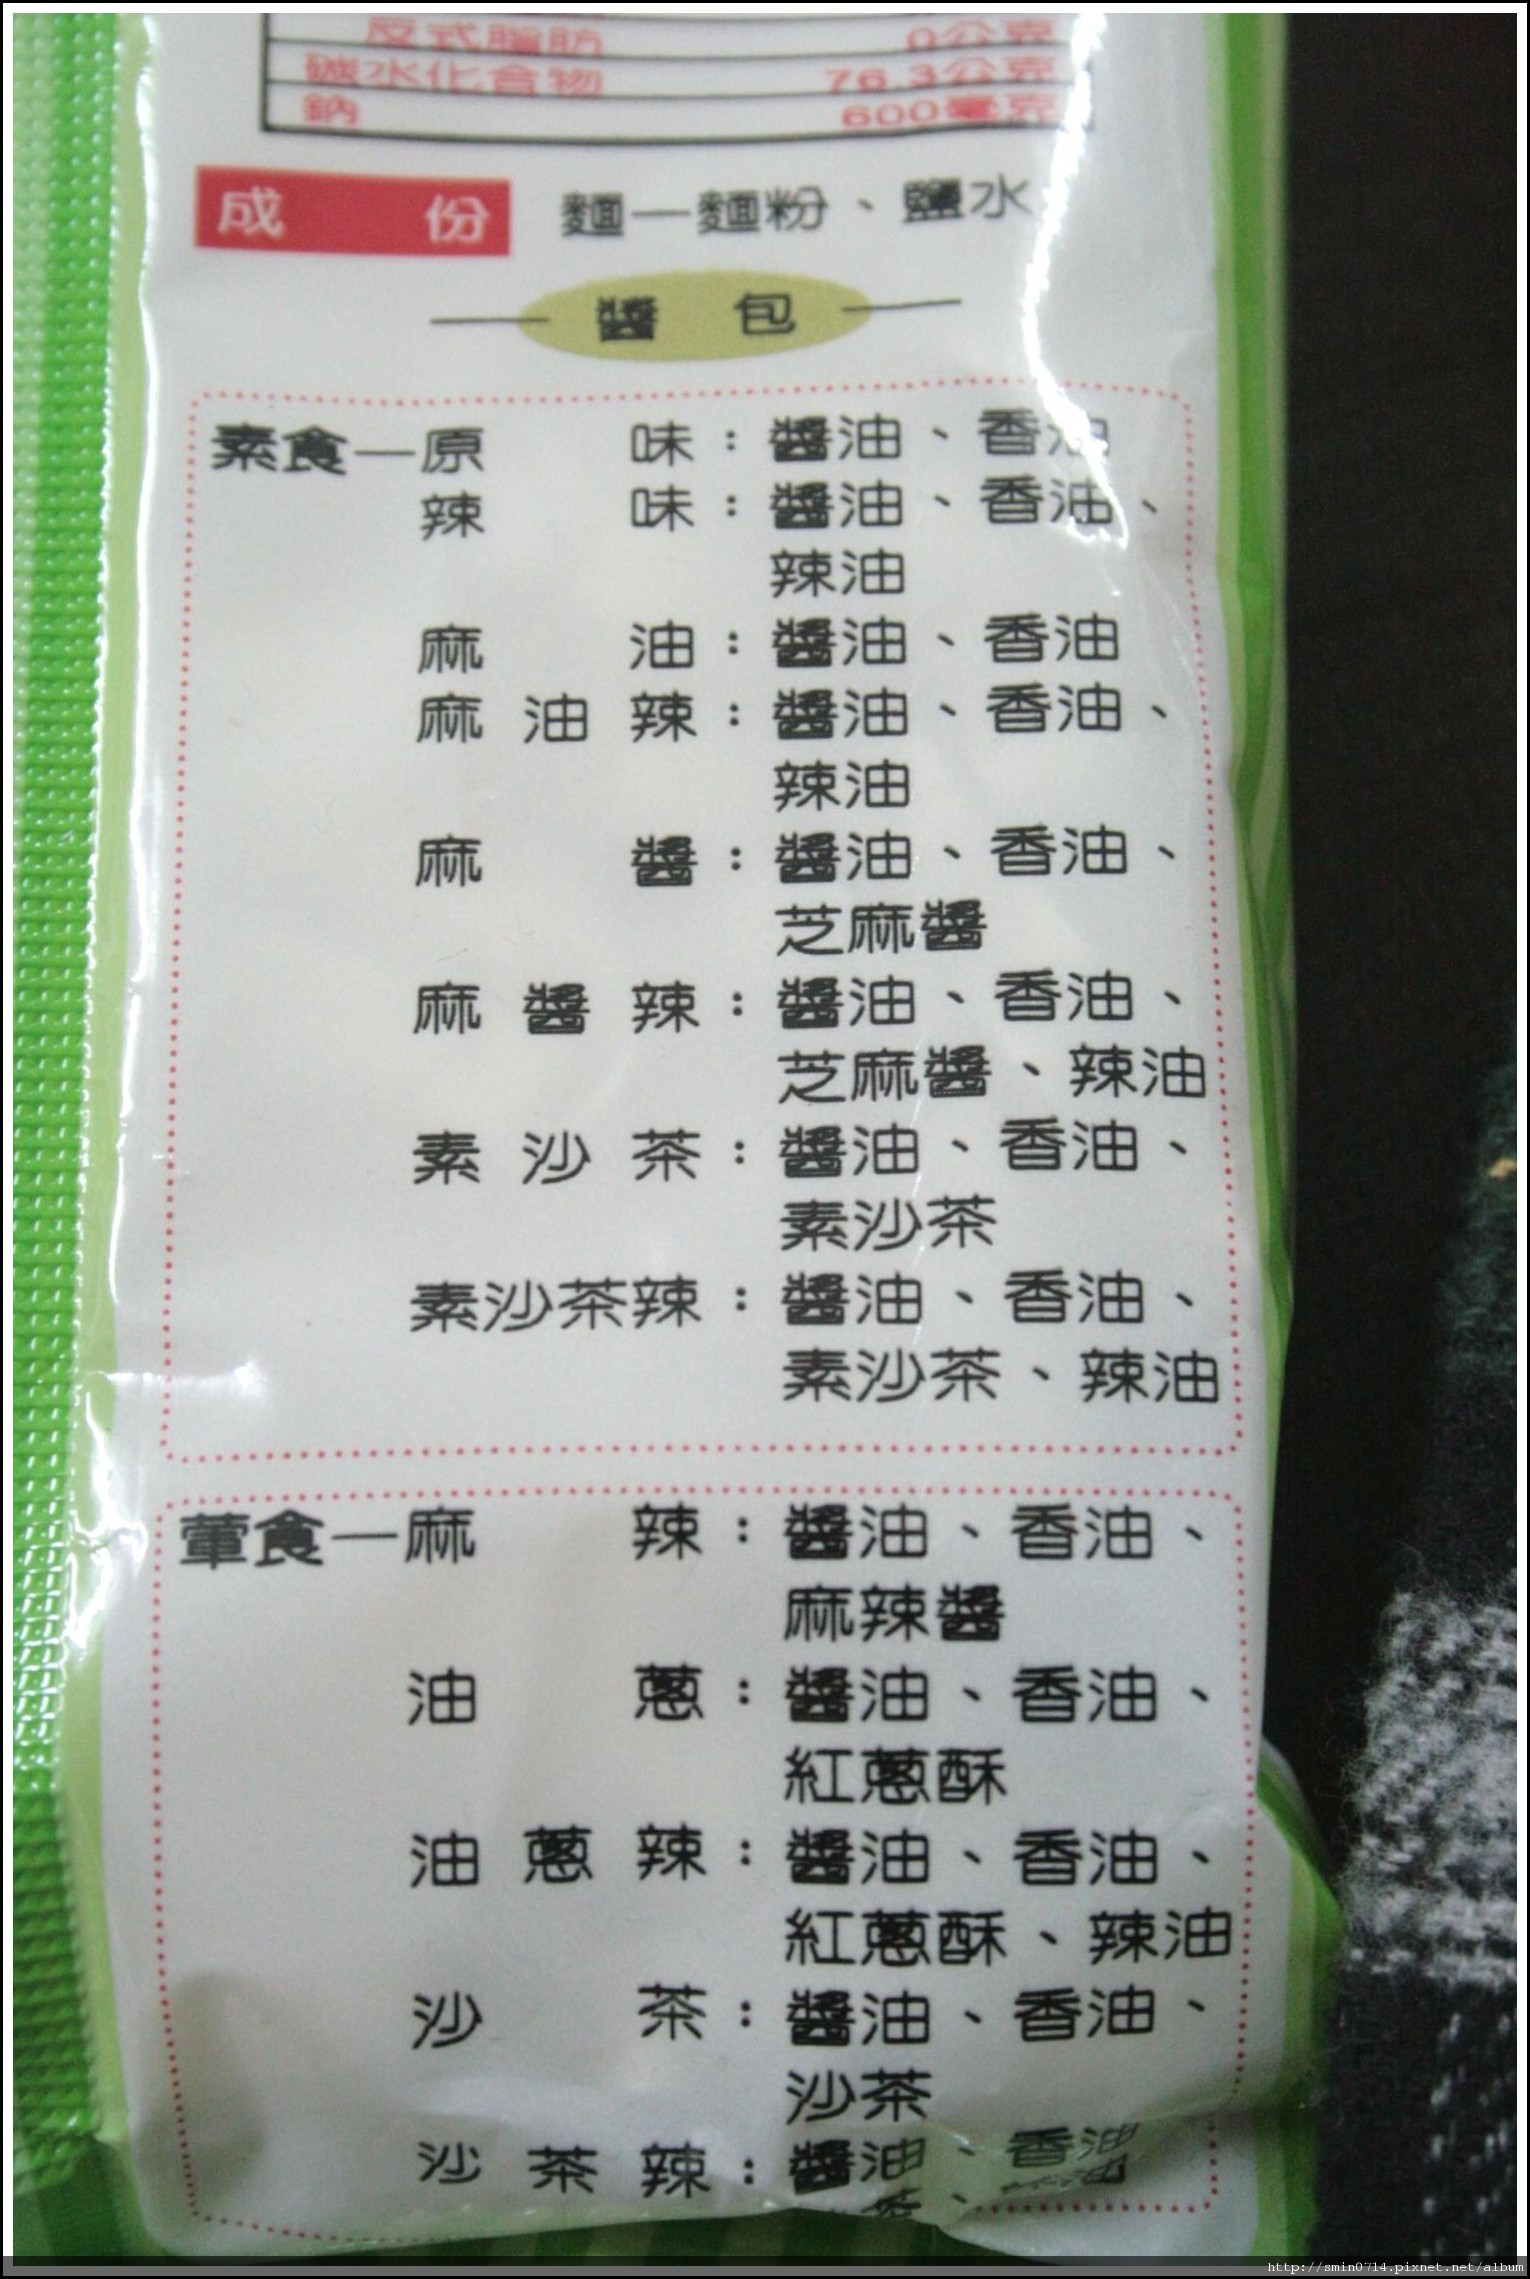 反式脂肪 0公克
碳水化合物 76.3公克
鈉 600毫克
成份 麵—麵粉、鹽水
醬包
素食—原味：醬油、香油
辣味：醬油、香油、
辣油
麻油：醬油、香油
麻油辣：醬油、香油、
辣油
麻醬：醬油、香油、
芝麻醬
麻醬辣：醬油、香油、
芝麻醬、辣油
素沙茶：醬油、香油、
素沙茶
素沙茶辣：醬油、香油、
素沙茶、辣油
葷食—麻辣：醬油、香油、
麻辣醬
油蔥：醬油、香油、
紅蔥酥
油蔥辣：醬油、香油、
紅蔥酥、辣油
沙茶：醬油、香油、
沙茶
沙茶辣：醬油、香油
茶、辣油
http://smin0714.pixnet.net/album